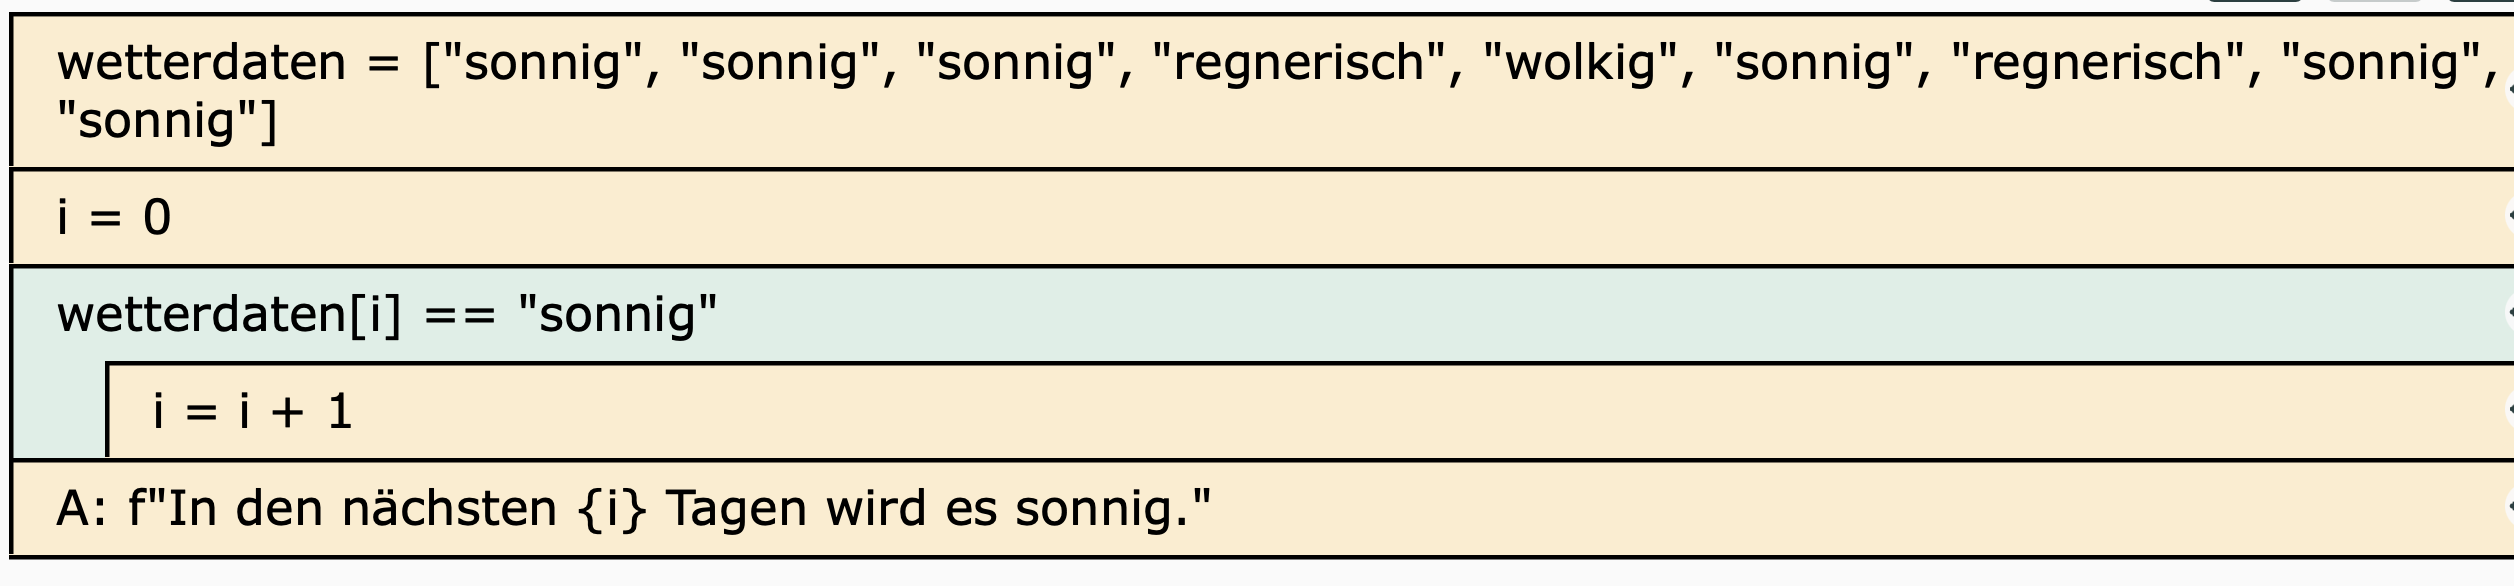 wetterdaten = ["sonnig", "sonnig", "sonnig", "regnerisch", "wolkig", "sonnig", "regnerisch", "sonnig",
"sonnig"]
i = 0
wetterdaten[i] == "sonnig"
i = i + 1
A: f"In den nächsten {i} Tagen wird es sonnig."